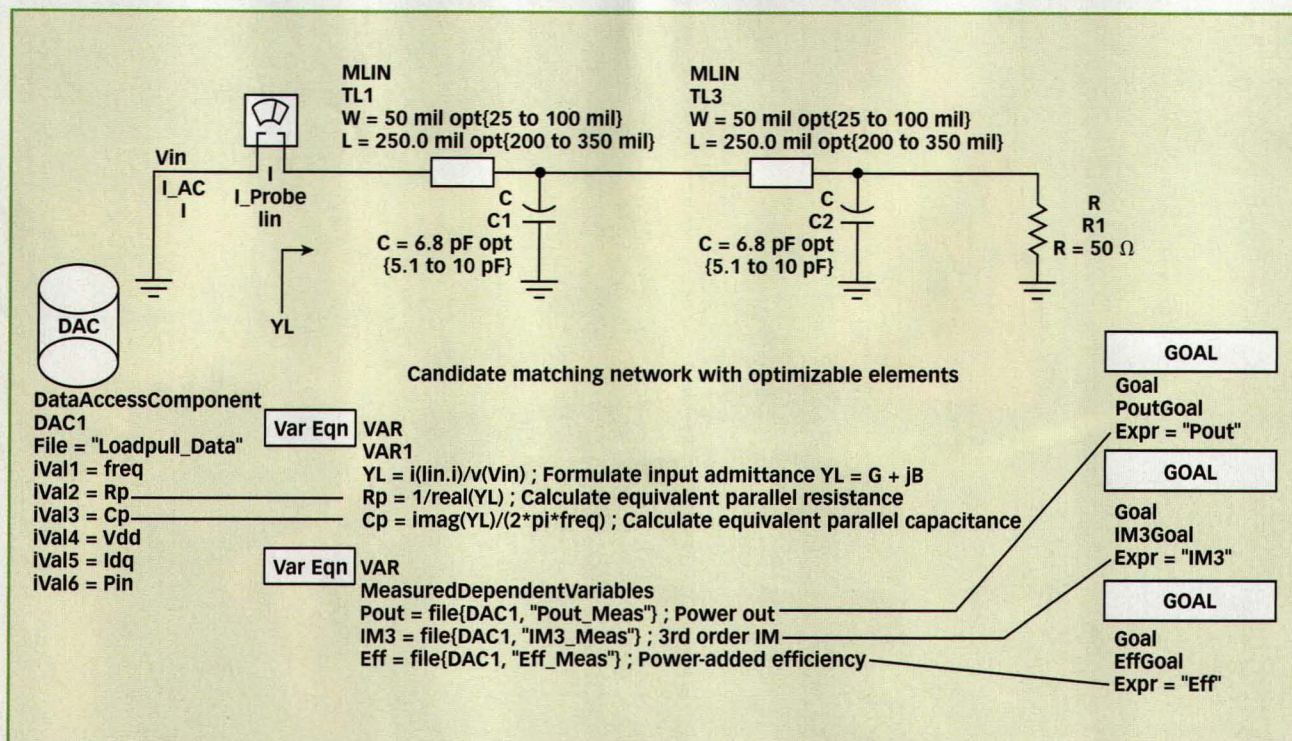 MLIN
TL1
W = 50 mil opt{25 to 100 mil}
L = 250.0 mil opt{200 to 350 mil}
MLIN
TL3
W = 50 mil opt{25 to 100 mil}
L = 250.0 mil opt{200 to 350 mil}
Vin
I_AC
I
I
I_Probe
Iin
C
C1
C = 6.8 pF opt
{5.1 to 10 pF}
C
C2
C = 6.8 pF opt
{5.1 to 10 pF}
R
R1
R = 50 Ω
YL
DAC
Candidate matching network with optimizable elements
DataAccessComponent
DAC1
File = "Loadpull_Data"
iVal1 = freq
iVal2 = Rp
iVal3 = Cp
iVal4 = Vdd
iVal5 = Idq
iVal6 = Pin
Var Eqn
VAR
VAR1
YL = i(Iin.i)/v(Vin) ; Formulate input admittance YL = G + jB
Rp = 1/real(YL) ; Calculate equivalent parallel resistance
Cp = imag(YL)/(2*pi*freq) ; Calculate equivalent parallel capacitance
Var Eqn
VAR
MeasuredDependentVariables
Pout = file{DAC1, "Pout_Meas"} ; Power out
IM3 = file{DAC1, "IM3_Meas"} ; 3rd order IM
Eff = file{DAC1, "Eff_Meas"} ; Power-added efficiency
GOAL
Goal
PoutGoal
Expr = "Pout"
GOAL
Goal
IM3Goal
Expr = "IM3"
GOAL
Goal
EffGoal
Expr = "Eff"